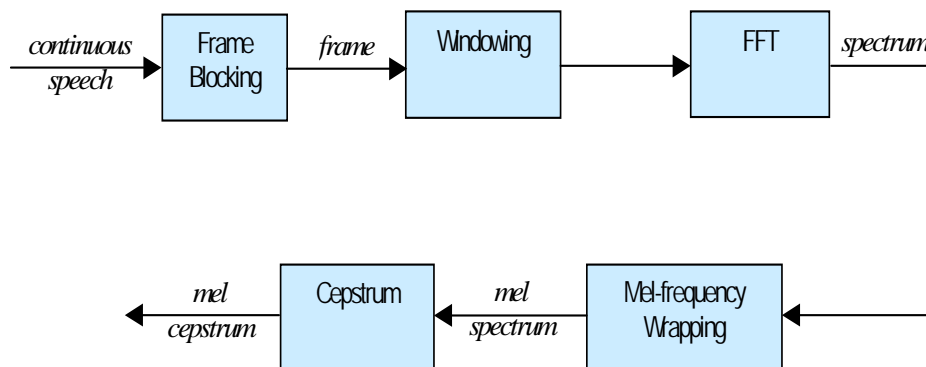 continuous
speech
Frame
Blocking
frame
Windowing
FFT
spectrum
mel
cepstrum
Cepstrum
mel
spectrum
Mel-frequency
Wrapping